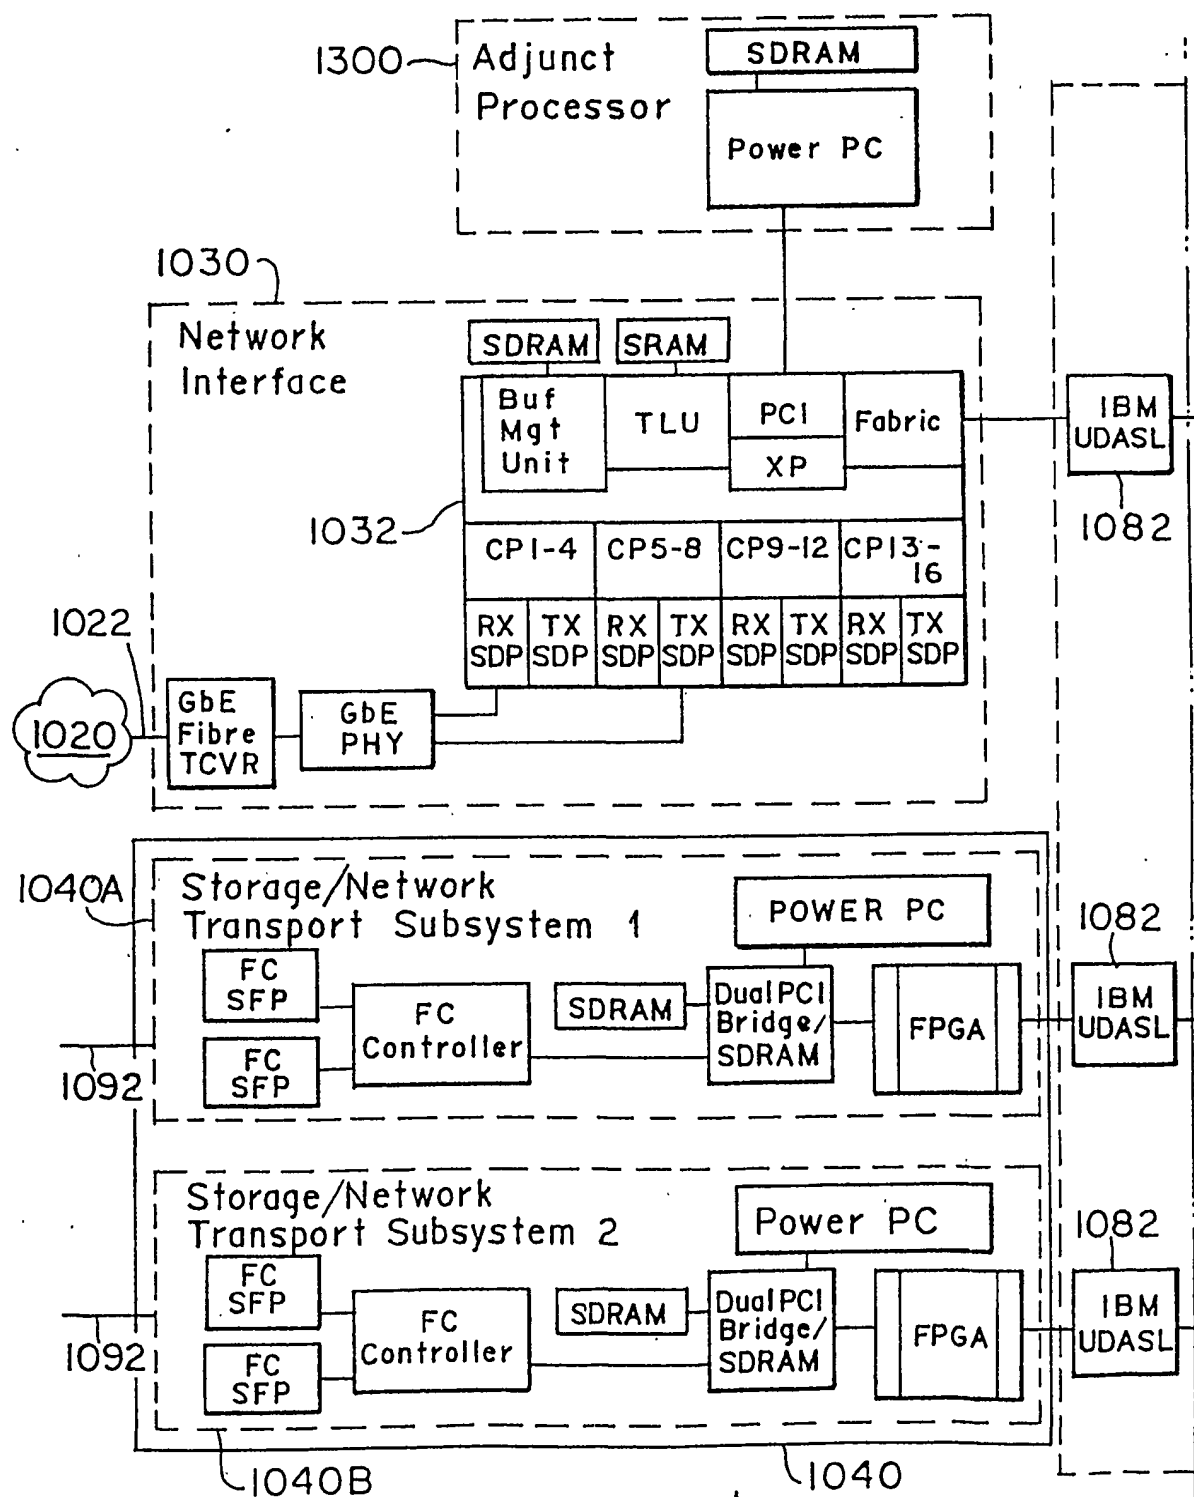 1300
Adjunct
Processor
SDRAM
Power PC
1030
Network
Interface
SDRAM
SRAM
Buf
Mgt
Unit
TLU
PCI
XP
Fabric
IBM
UDASL
1082
1032
CP1-4
CP5-8
CP9-12
CP13-
16
RX
SDP
TX
SDP
RX
SDP
TX
SDP
RX
SDP
TX
SDP
RX
SDP
TX
SDP
1022
1020
GbE
Fibre
TCVR
GbE
PHY
1040A
Storage/Network
Transport Subsystem 1
POWER PC
1082
FC
SFP
FC
SFP
FC
Controller
SDRAM
Dual PCI
Bridge/
SDRAM
FPGA
IBM
UDASL
1092
Storage/Network
Transport Subsystem 2
Power PC
1082
FC
SFP
FC
SFP
FC
Controller
SDRAM
Dual PCI
Bridge/
SDRAM
FPGA
IBM
UDASL
1092
1040B
1040